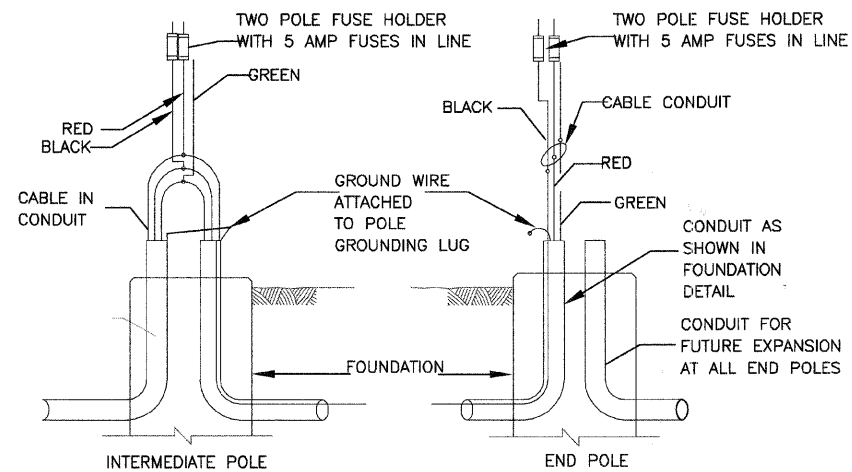 TWO POLE FUSE HOLDER
WITH 5 AMP FUSES IN LINE
GREEN
RED
BLACK
CABLE IN
CONDUIT
GROUND WIRE
ATTACHED
TO POLE
GROUNDING LUG
FOUNDATION
INTERMEDIATE POLE
TWO POLE FUSE HOLDER
WITH 5 AMP FUSES IN LINE
BLACK
CABLE CONDUIT
RED
GREEN
CONDUIT AS
SHOWN IN
FOUNDATION
DETAIL
CONDUIT FOR
FUTURE EXPANSION
AT ALL END POLES
END POLE